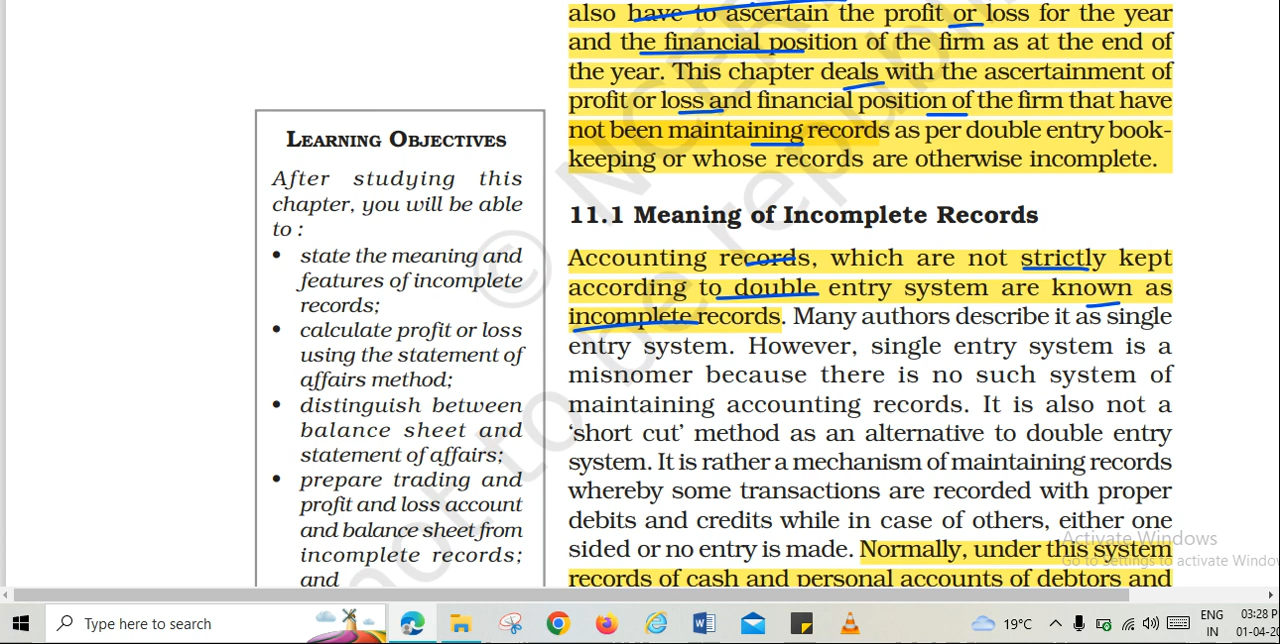 also have to ascertain the profit or loss for the year
and the financial position of the firm as at the end of
the year. This chapter deals with the ascertainment of
profit or loss and financial position of the firm that have
not been maintaining records as per double entry book-
keeping or whose records are otherwise incomplete.
LEARNING OBJECTIVES
After studying this
chapter, you will be able
to :
• state the meaning and
features of incomplete
records;
• calculate profit or loss
using the statement of
affairs method;
• distinguish between
balance sheet and
statement of affairs;
• prepare trading and
profit and loss account
and balance sheet from
incomplete records;
and
11.1 Meaning of Incomplete Records
Accounting records, which are not strictly kept
according to double entry system are known as
incomplete records. Many authors describe it as single
entry system. However, single entry system is a
misnomer because there is no such system of
maintaining accounting records. It is also not a
‘short cut’ method as an alternative to double entry
system. It is rather a mechanism of maintaining records
whereby some transactions are recorded with proper
debits and credits while in case of others, either one
sided or no entry is made. Normally, under this system
records of cash and personal accounts of debtors and
Activate Windows
Go to Settings to activate Windo
Type here to search
19°C
ENG
IN
03:28 P
01-04-2